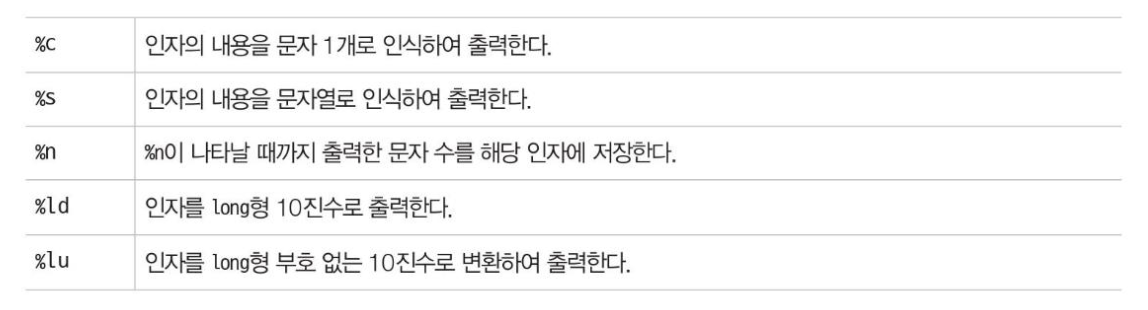 %c 인자의 내용을 문자 1개로 인식하여 출력한다.
%s 인자의 내용을 문자열로 인식하여 출력한다.
%n %n이 나타날 때까지 출력한 문자 수를 해당 인자에 저장한다.
%ld 인자를 long형 10진수로 출력한다.
%lu 인자를 long형 부호 없는 10진수로 변환하여 출력한다.